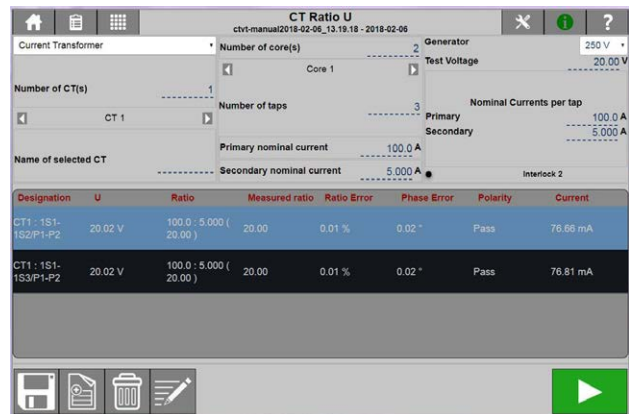 CT Ratio U
ctvt-manual2018-02-06_13.19.18 - 2018-02-06
?
Current Transformer
Number of CT(s) 1
CT 1
Name of selected CT
Number of core(s) 2
Core 1
Number of taps 3
Primary nominal current 100.0 A
Secondary nominal current 5.000 A
Generator 250 V
Test Voltage 20.00 V
Nominal Currents per tap
Primary 100.0 A
Secondary 5.000 A
Interlock 2
Designation U Ratio Measured ratio Ratio Error Phase Error Polarity Current
CT1 : 1S1-
1S2/P1-P2 20.02 V 100.0 : 5.000 (
20.00 ) 20.00 0.01 % 0.02 ° Pass 76.66 mA
CT1 : 1S1-
1S3/P1-P2 20.02 V 100.0 : 5.000 (
20.00 ) 20.00 0.01 % 0.02 ° Pass 76.81 mA